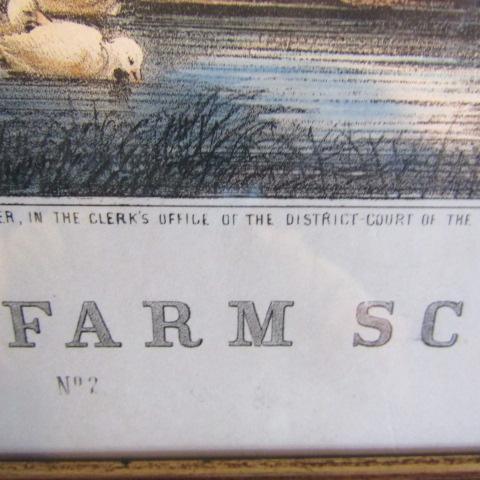 ER, IN THE CLERK'S OFFICE OF THE DISTRICT-COURT OF THE
FARM SC
Nº 2